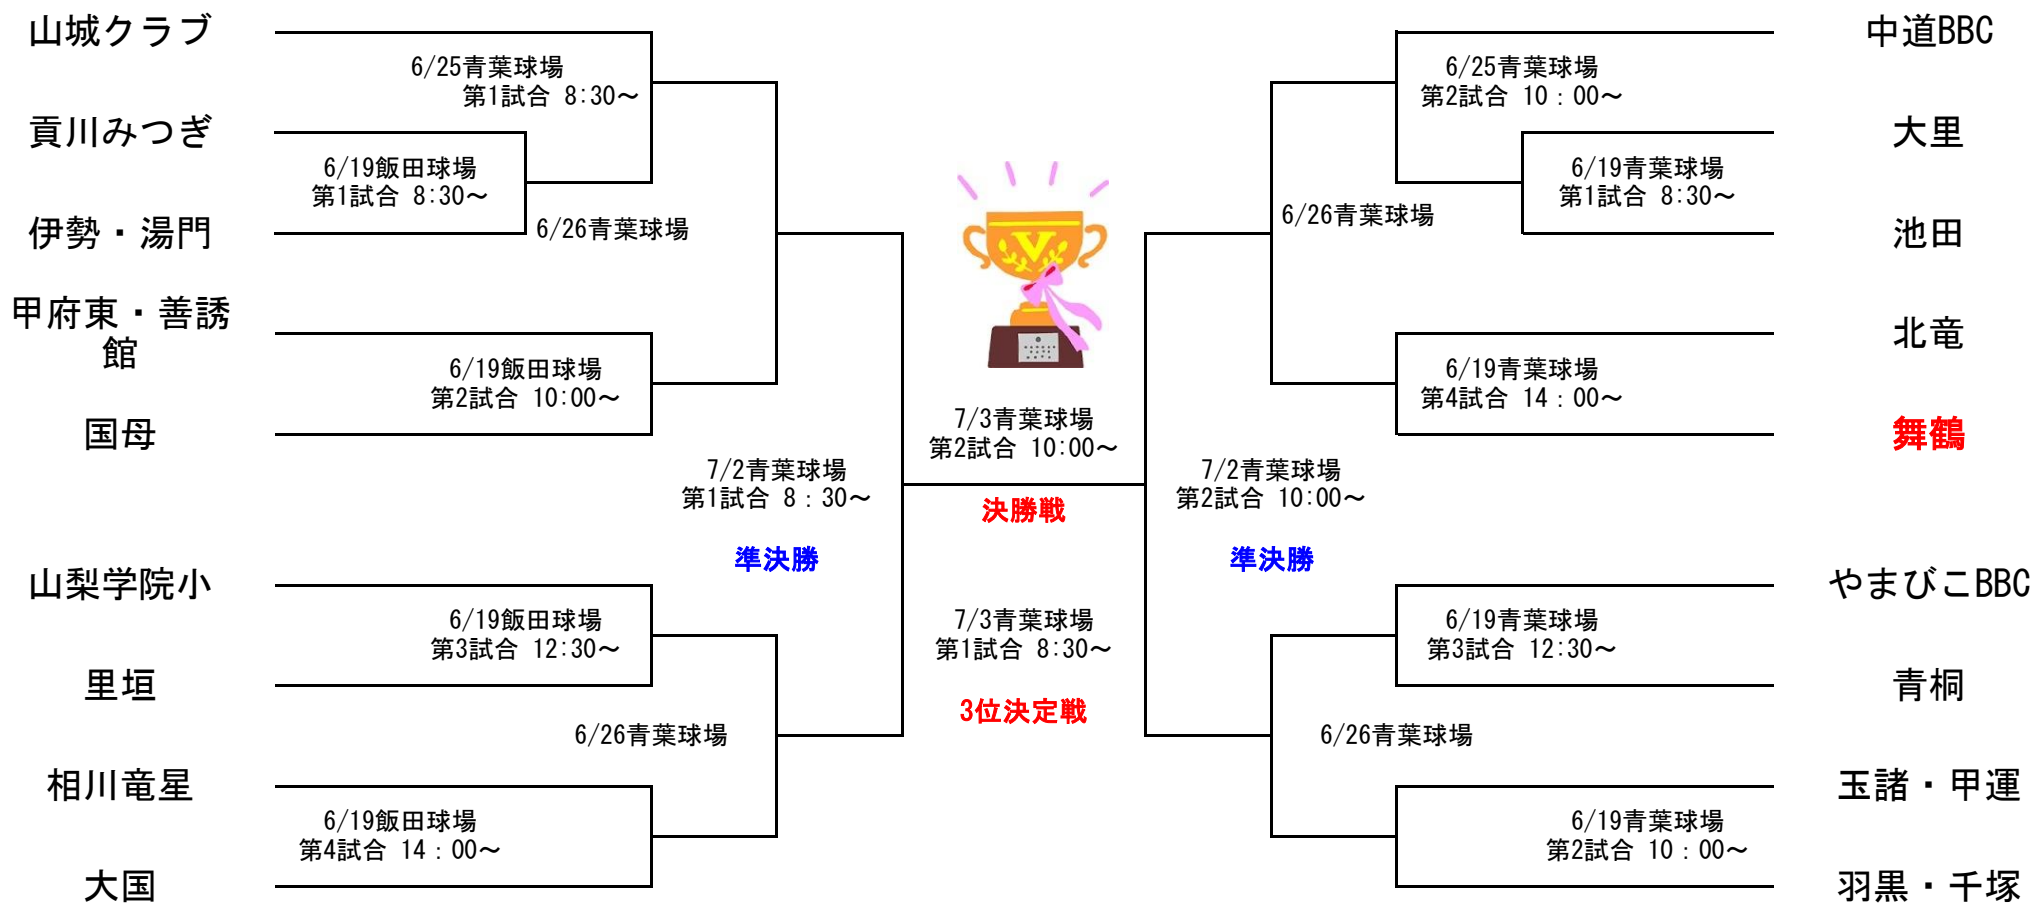 山城クラブ
6/25青葉球場
第1試合 8:30～
貢川みつぎ
6/19飯田球場
第1試合 8:30～
伊勢・湯門
6/26青葉球場
甲府東・善誘
館
6/19飯田球場
第2試合 10:00～
国母
7/2青葉球場
第1試合 8：30～
準決勝
山梨学院小
6/19飯田球場
第3試合 12:30～
里垣
6/26青葉球場
相川竜星
6/19飯田球場
第4試合 14：00～
大国
V
7/3青葉球場
第2試合 10:00～
決勝戦
7/3青葉球場
第1試合 8:30～
3位決定戦
中道BBC
6/25青葉球場
第2試合 10：00～
大里
6/19青葉球場
第1試合 8:30～
6/26青葉球場
池田
北竜
6/19青葉球場
第4試合 14：00～
舞鶴
7/2青葉球場
第2試合 10:00～
準決勝
やまびこBBC
6/19青葉球場
第3試合 12:30～
青桐
6/26青葉球場
玉諸・甲運
6/19青葉球場
第2試合 10：00～
羽黒・千塚